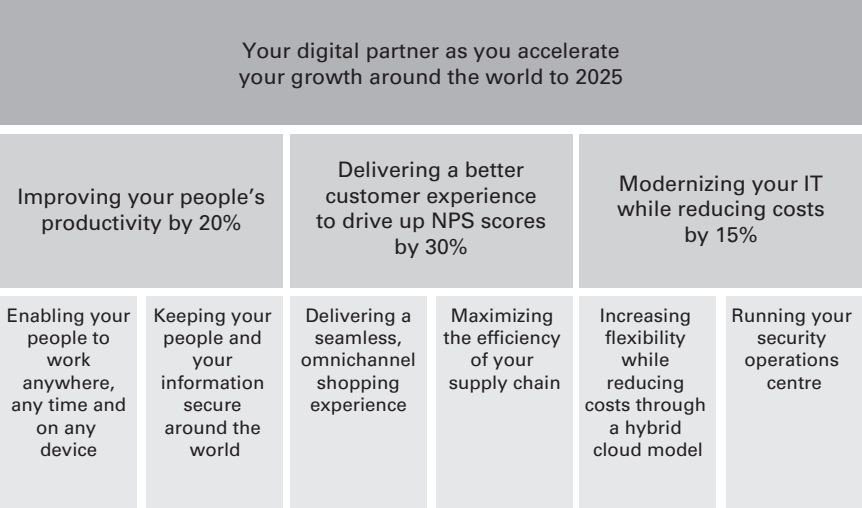 Your digital partner as you accelerate
your growth around the world to 2025
Improving your people’s
productivity by 20%
Delivering a better
customer experience
to drive up NPS scores
by 30%
Modernizing your IT
while reducing costs
by 15%
Enabling your
people to
work
anywhere,
any time and
on any
device
Keeping your
people and
your
information
secure
around the
world
Delivering a
seamless,
omnichannel
shopping
experience
Maximizing
the efficiency
of your
supply chain
Increasing
flexibility
while
reducing
costs through
a hybrid
cloud model
Running your
security
operations
centre